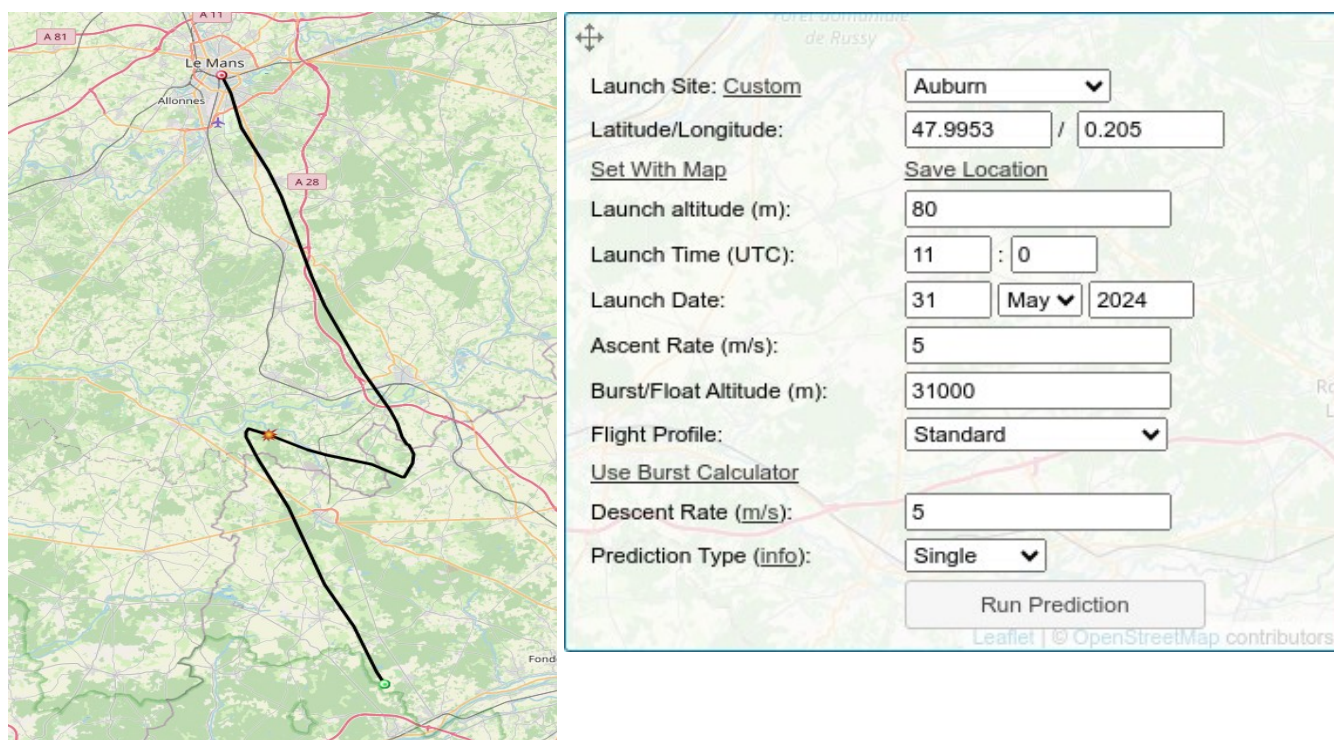 A 11
A 81
Le Mans
Allonnes
A 28
Fond
Forêt domaniale
de Russy
Launch Site: Custom Auburn
Latitude/Longitude: 47.9953 / 0.205
Set With Map Save Location
Launch altitude (m): 80
Launch Time (UTC): 11 : 0
Launch Date: 31 May 2024
Ascent Rate (m/s): 5
Burst/Float Altitude (m): 31000
Flight Profile: Standard
Use Burst Calculator
Descent Rate (m/s): 5
Prediction Type (info): Single
Run Prediction
Leaflet | © OpenStreetMap contributors